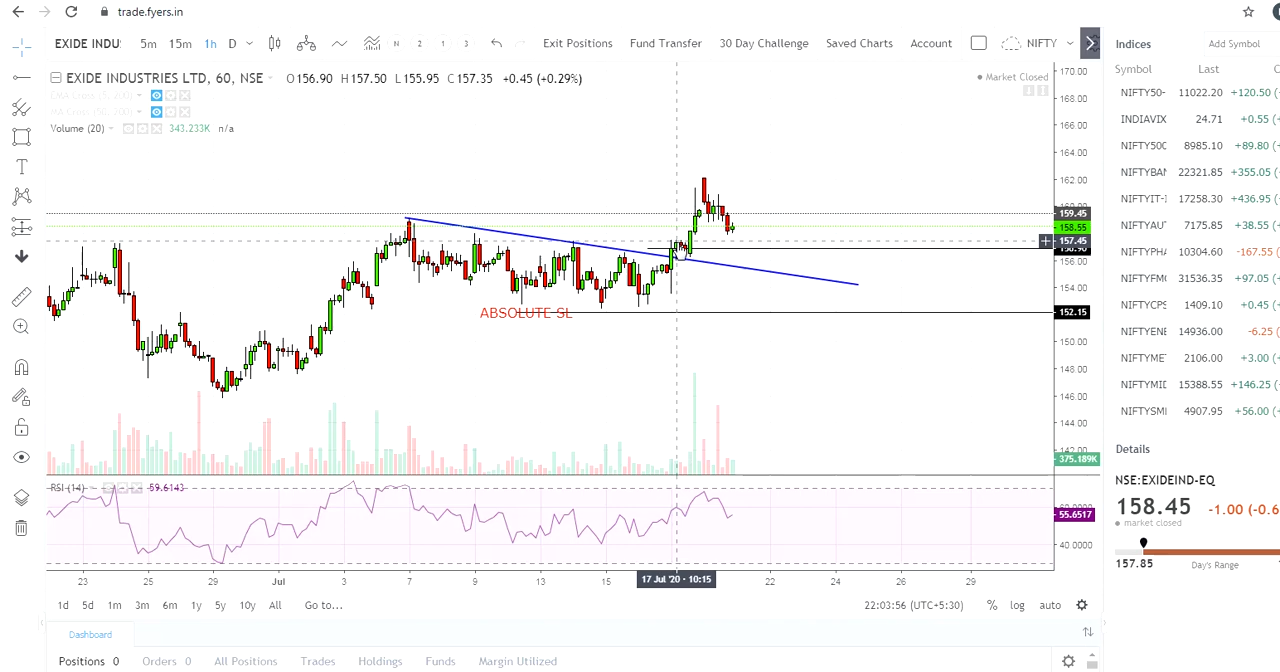 trade.fyers.in
EXIDE INDU: 5m 15m 1h D N 2 1 3 Exit Positions Fund Transfer 30 Day Challenge Saved Charts Account NIFTY
EXIDE INDUSTRIES LTD, 60, NSE O156.90 H157.50 L155.95 C157.35 +0.45 (+0.29%)
Market Closed
Volume (20) 343.233K n/a
170.00
168.00
166.00
164.00
162.00
159.45
158.55
157.45
156.00
154.00
152.15
150.00
148.00
146.00
144.00
375.189K
ABSOLUTE SL
RSI (14) 59.6143
55.6517
40.0000
23 25 29 Jul 3 7 9 13 15 17 Jul '20 - 10:15 22 24 26 29
1d 5d 1m 3m 6m 1y 5y 10y All Go to... 22:03:56 (UTC+5:30) % log auto
Dashboard
Positions 0 Orders 0 All Positions Trades Holdings Funds Margin Utilized
Indices Add Symbol
Symbol Last C
NIFTY50- 11022.20 +120.50 (
INDIAVIX 24.71 +0.55 (
NIFTY500 8985.10 +89.80 (
NIFTYBAN 22321.85 +355.05 (
NIFTYIT-I 17258.30 +436.95 (
NIFTYAU 7175.85 +38.55 (
NIFTYPHA 10304.60 -167.55 (
NIFTYFM 31536.35 +97.05 (
NIFTYCPS 1409.10 +0.45 (
NIFTYENE 14936.00 -6.25 (
NIFTYME 2106.00 +3.00 (
NIFTYMID 15388.55 +146.25 (
NIFTYSM 4907.95 +56.00 (
Details
NSE:EXIDEIND-EQ
158.45 -1.00 (-0.6
market closed
157.85 Day's Range